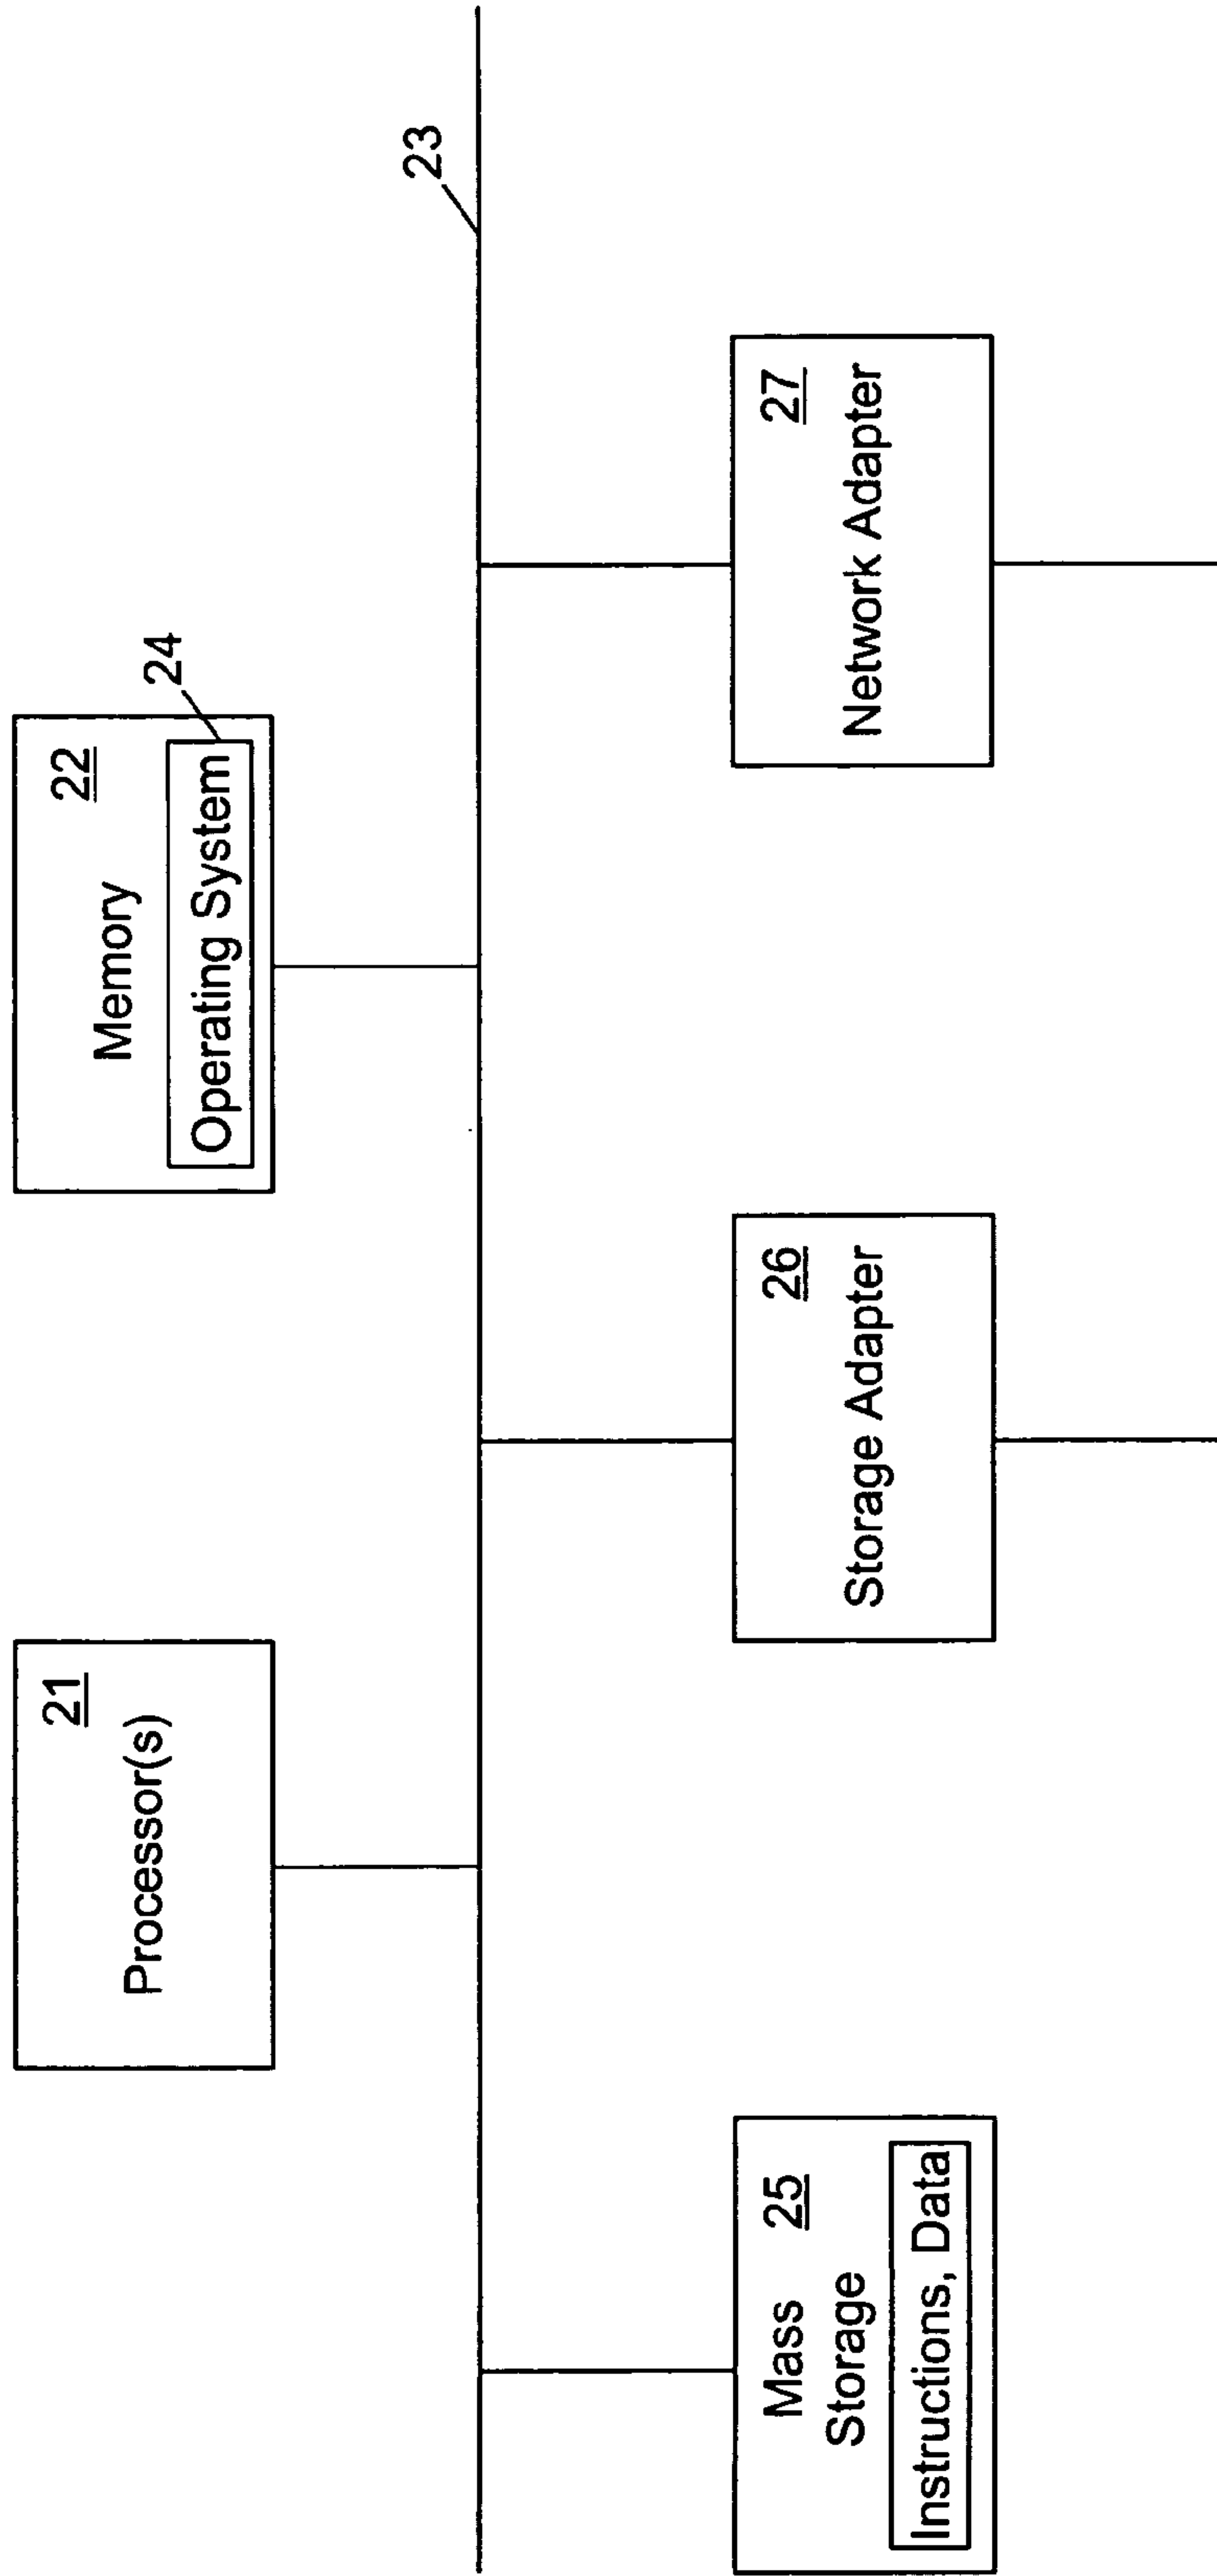 21
Processor(s)
22
Memory
Operating System
24
23
25
Mass
Storage
Instructions, Data
26
Storage Adapter
27
Network Adapter